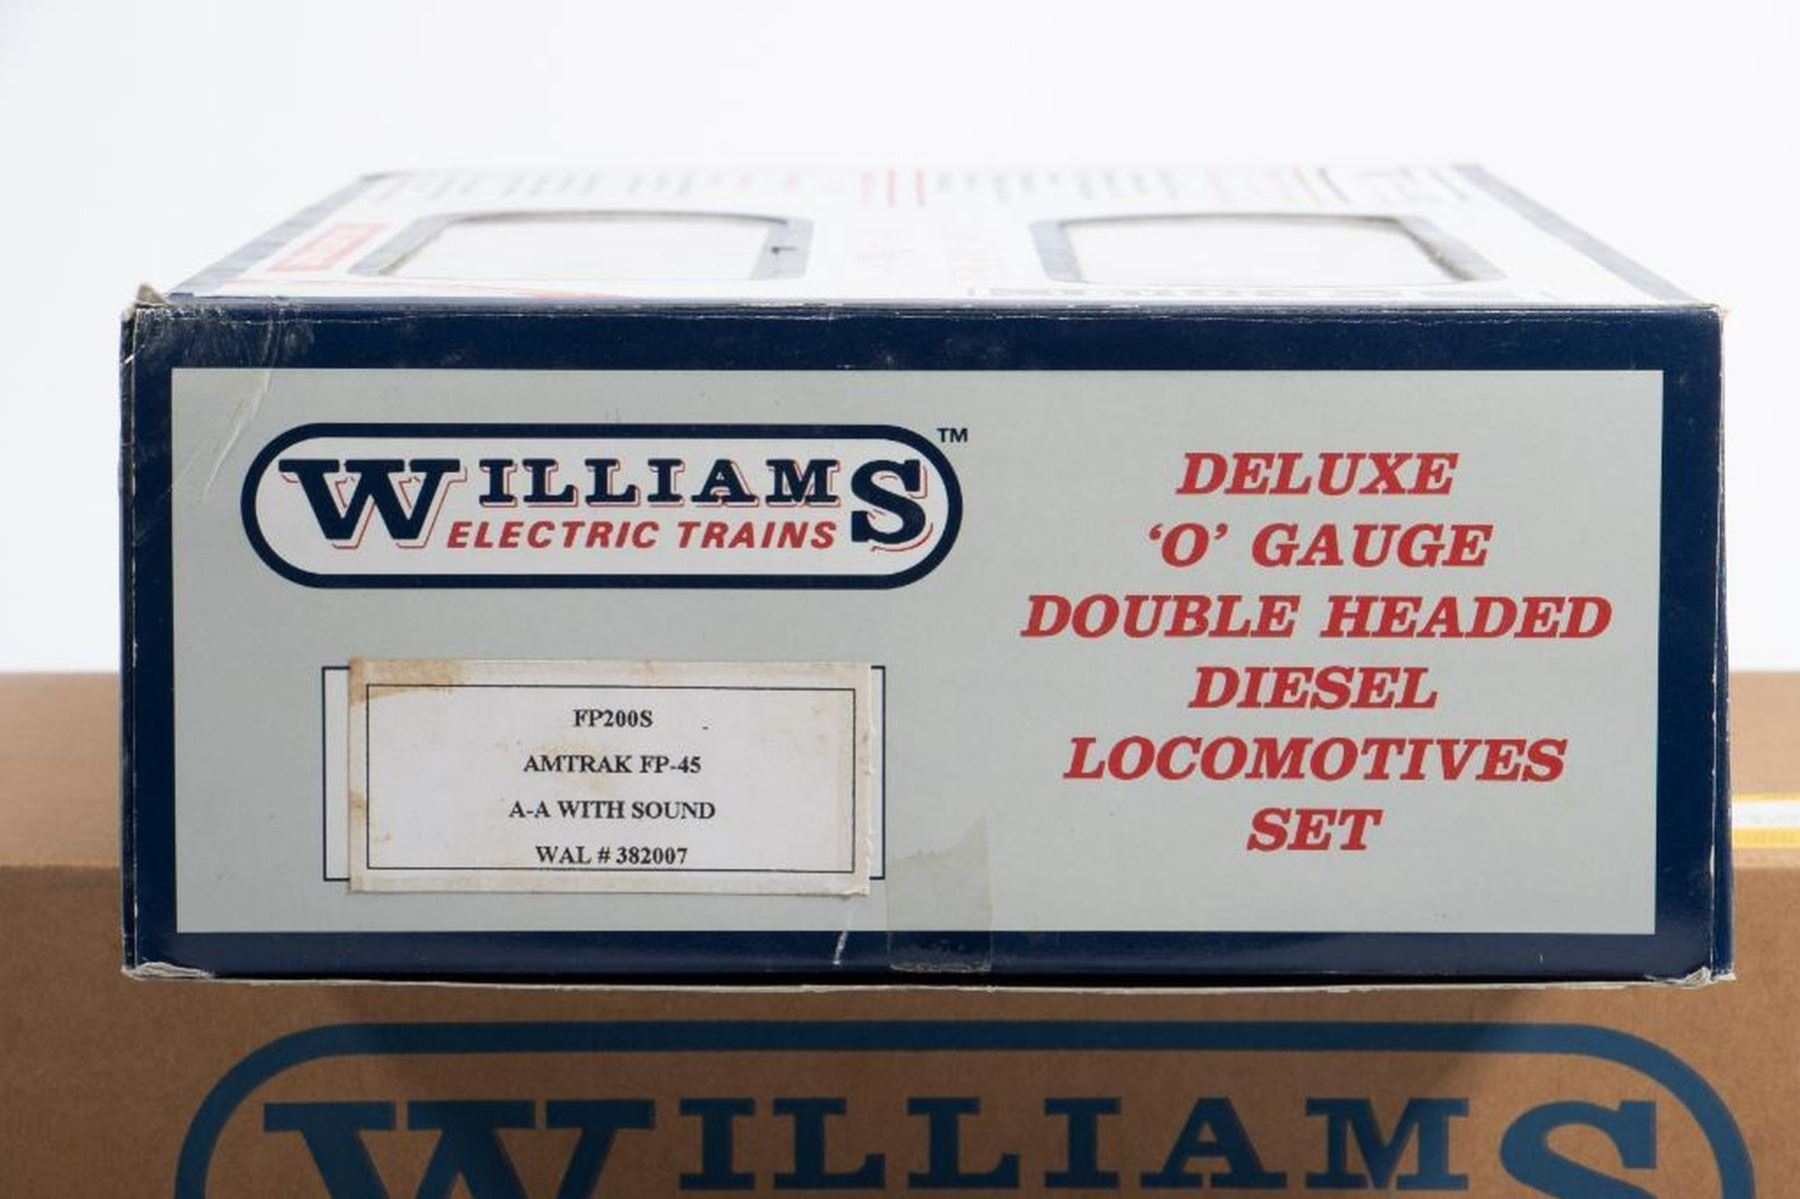 WILLIAMS™
ELECTRIC TRAINS
FP200S
AMTRAK FP-45
A-A WITH SOUND
WAL # 382007
DELUXE
‘O’ GAUGE
DOUBLE HEADED
DIESEL
LOCOMOTIVES
SET
WILLIAMS